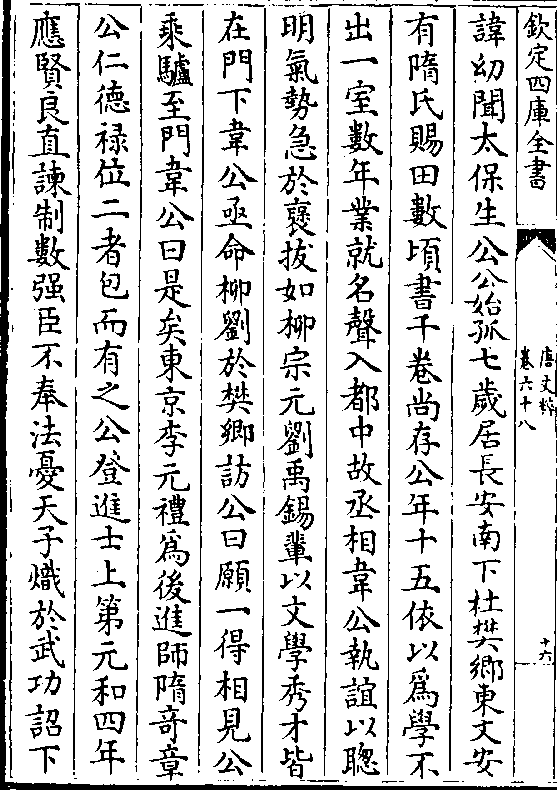 欽定四庫全書
唐文粹
卷六十八
十六
諱幼聞太保生公公始孤七歲居長安南下杜樊鄉東文安
有隋氏賜田數頃書千卷尚存公年十五依以爲學不
出一室數年業就名聲入都中故丞相韋公執誼以聰
明氣勢急於褒拔如柳宗元劉禹錫輩以文學秀才皆
在門下韋公亟命柳劉於樊鄉訪公曰願一得相見公
乘驢至門韋公曰是矣東京李元禮爲後進師隋竒章
公仁德禄位二者包而有之公登進士上第元和四年
應賢良直諫制數强臣不奉法憂天子熾於武功詔下